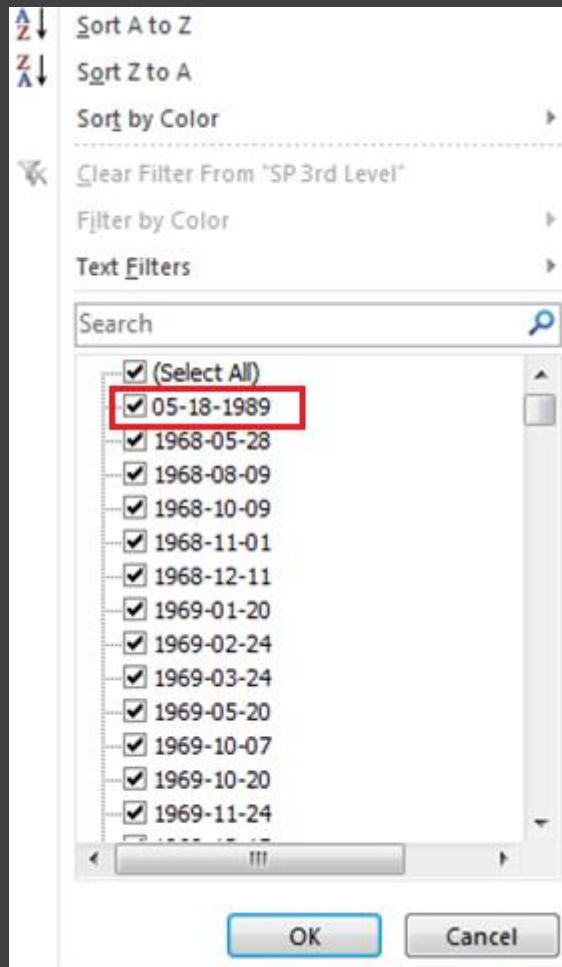 Sort A to Z
Sort Z to A
Sort by Color
Clear Filter From "SP 3rd Level"
Filter by Color
Text Filters
Search
(Select All)
05-18-1989
1968-05-28
1968-08-09
1968-10-09
1968-11-01
1968-12-11
1969-01-20
1969-02-24
1969-03-24
1969-05-20
1969-10-07
1969-10-20
1969-11-24
OK Cancel